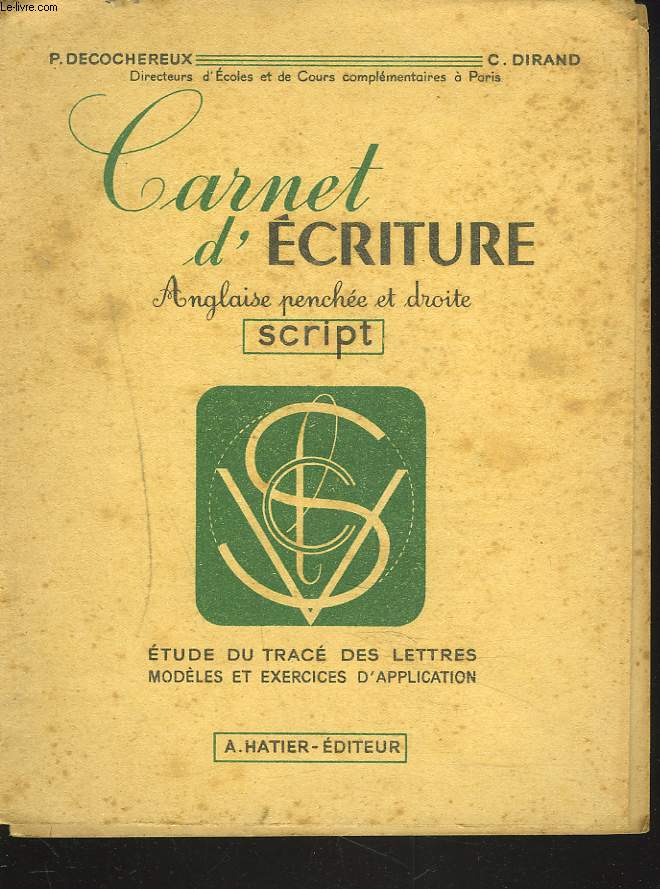 Le-livre.com
P. DECOCHEREUX C. DIRAND
Directeurs d'Écoles et de Cours complémentaires à Paris
Carnet
d'ÉCRITURE
Anglaise penchée et droite
script
ÉTUDE DU TRACÉ DES LETTRES
MODÈLES ET EXERCICES D'APPLICATION
A. HATIER-ÉDITEUR